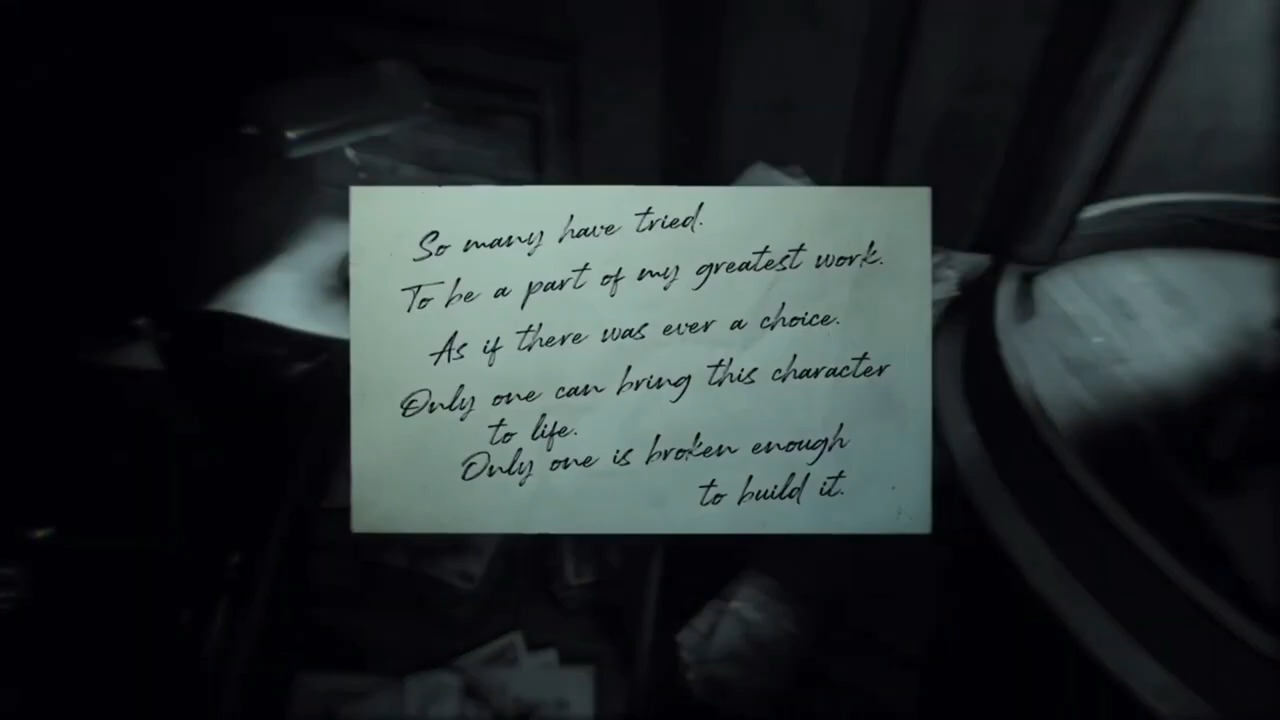 So many have tried.
To be a part of my greatest work.
As if there was ever a choice.
Only one can bring this character
to life.
Only one is broken enough
to build it.